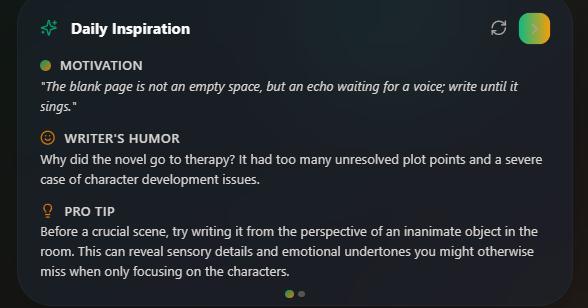 Daily Inspiration
MOTIVATION
"The blank page is not an empty space, but an echo waiting for a voice; write until it
sings."
WRITER'S HUMOR
Why did the novel go to therapy? It had too many unresolved plot points and a severe
case of character development issues.
PRO TIP
Before a crucial scene, try writing it from the perspective of an inanimate object in the
room. This can reveal sensory details and emotional undertones you might otherwise
miss when only focusing on the characters.